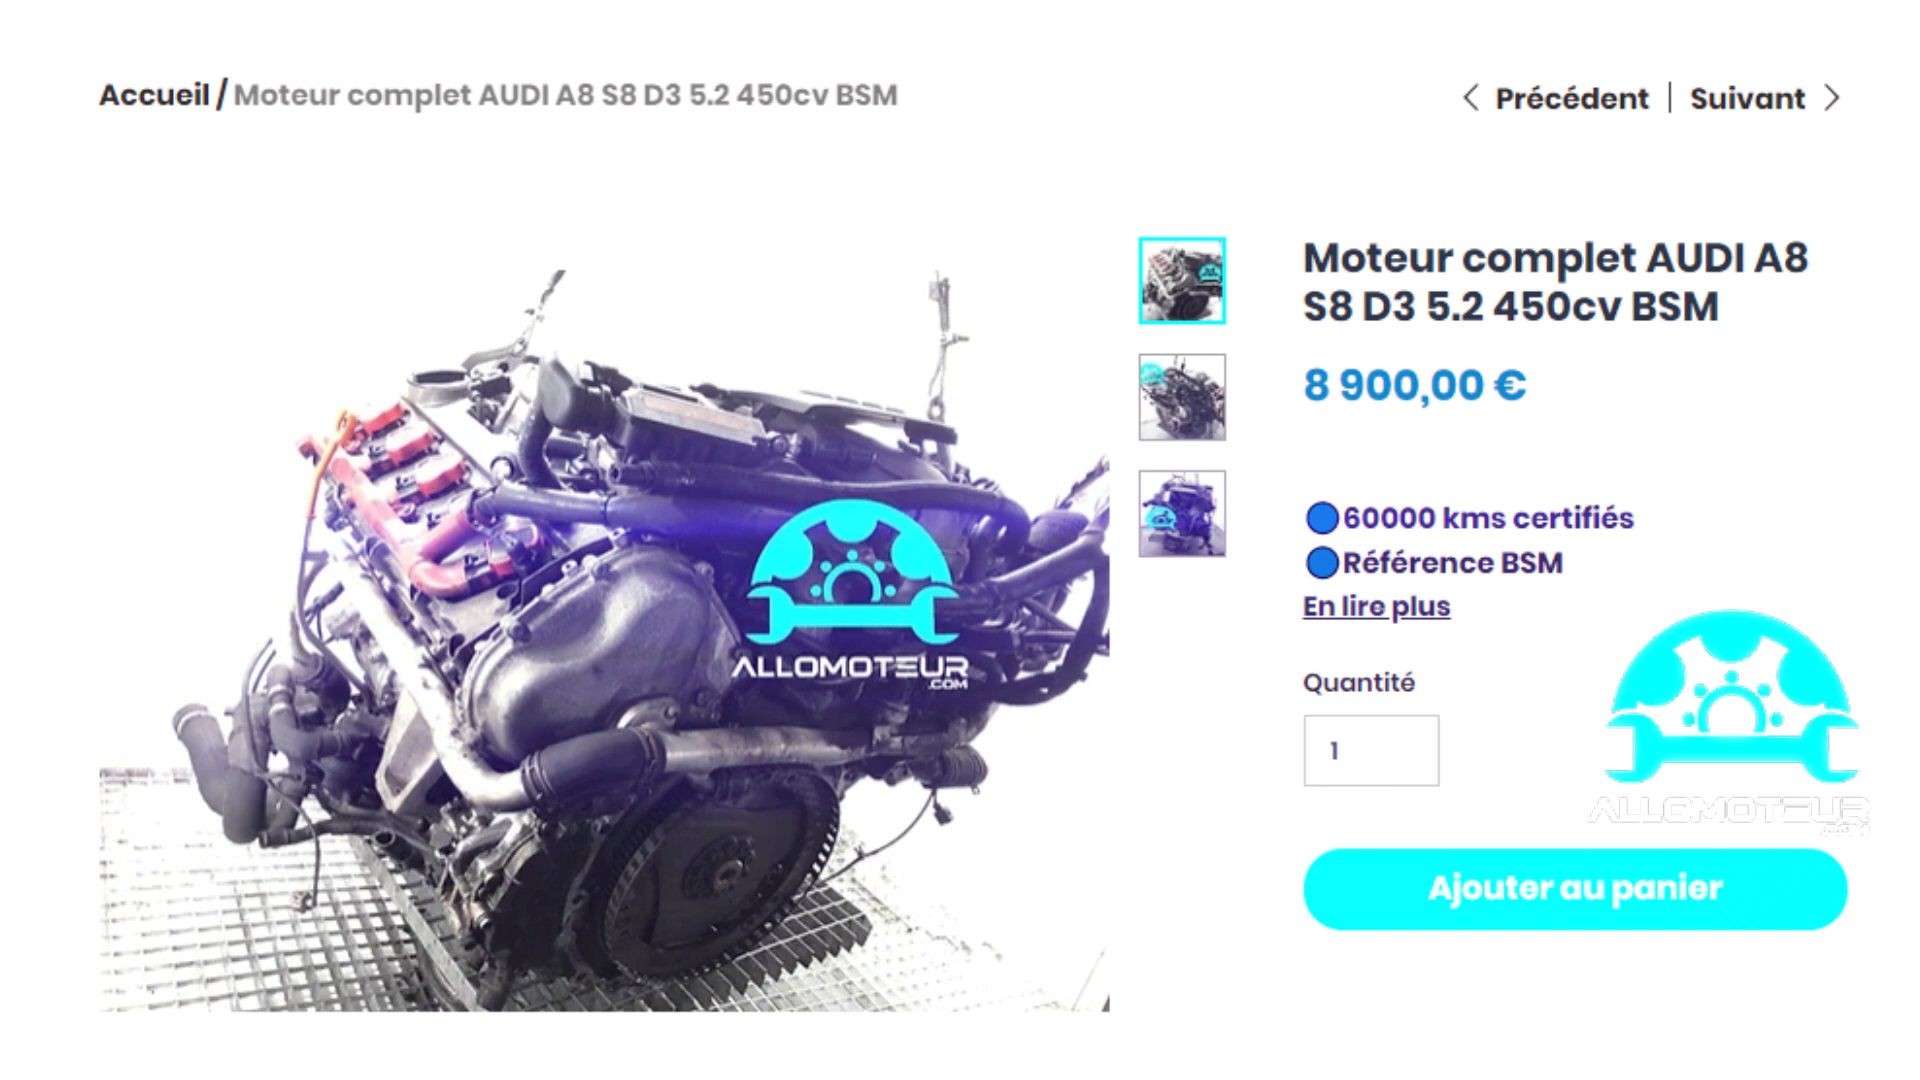 Accueil / Moteur complet AUDI A8 S8 D3 5.2 450cv BSM
Précédent | Suivant
Moteur complet AUDI A8
S8 D3 5.2 450cv BSM
8 900,00 €
60000 kms certifiés
Référence BSM
En lire plus
Quantité
1
Ajouter au panier
ALLOMOTEUR
.COM
ALLOMOTEUR
.COM